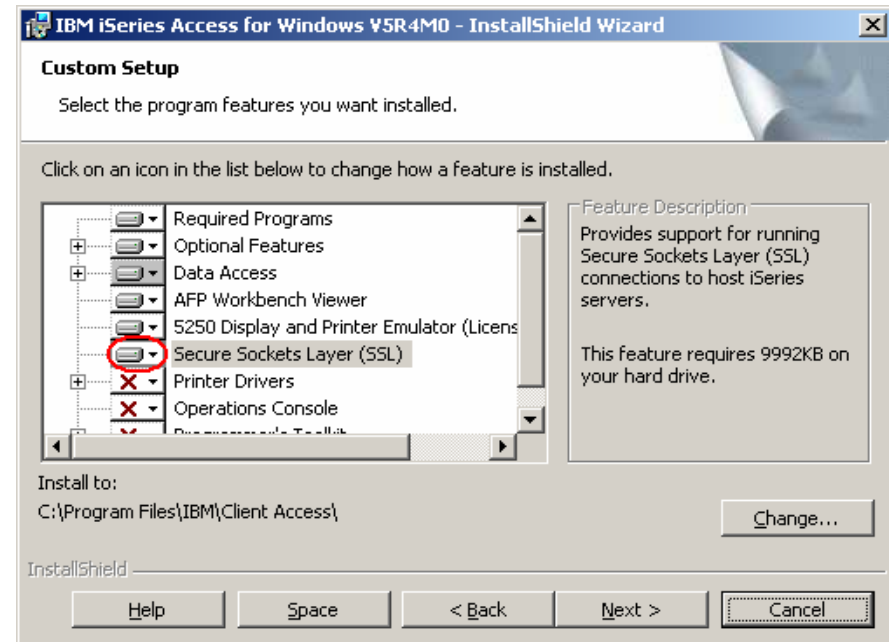 IBM iSeries Access for Windows V5R4M0 - InstallShield Wizard
Custom Setup
Select the program features you want installed.
Click on an icon in the list below to change how a feature is installed.
Required Programs
Optional Features
Data Access
AFP Workbench Viewer
5250 Display and Printer Emulator (Licens
Secure Sockets Layer (SSL)
Printer Drivers
Operations Console
Programmer's Toolkit
Feature Description
Provides support for running
Secure Sockets Layer (SSL)
connections to host iSeries
servers.
This feature requires 9992KB on
your hard drive.
Install to:
C:\Program Files\IBM\Client Access\
Change...
InstallShield
Help
Space
< Back
Next >
Cancel